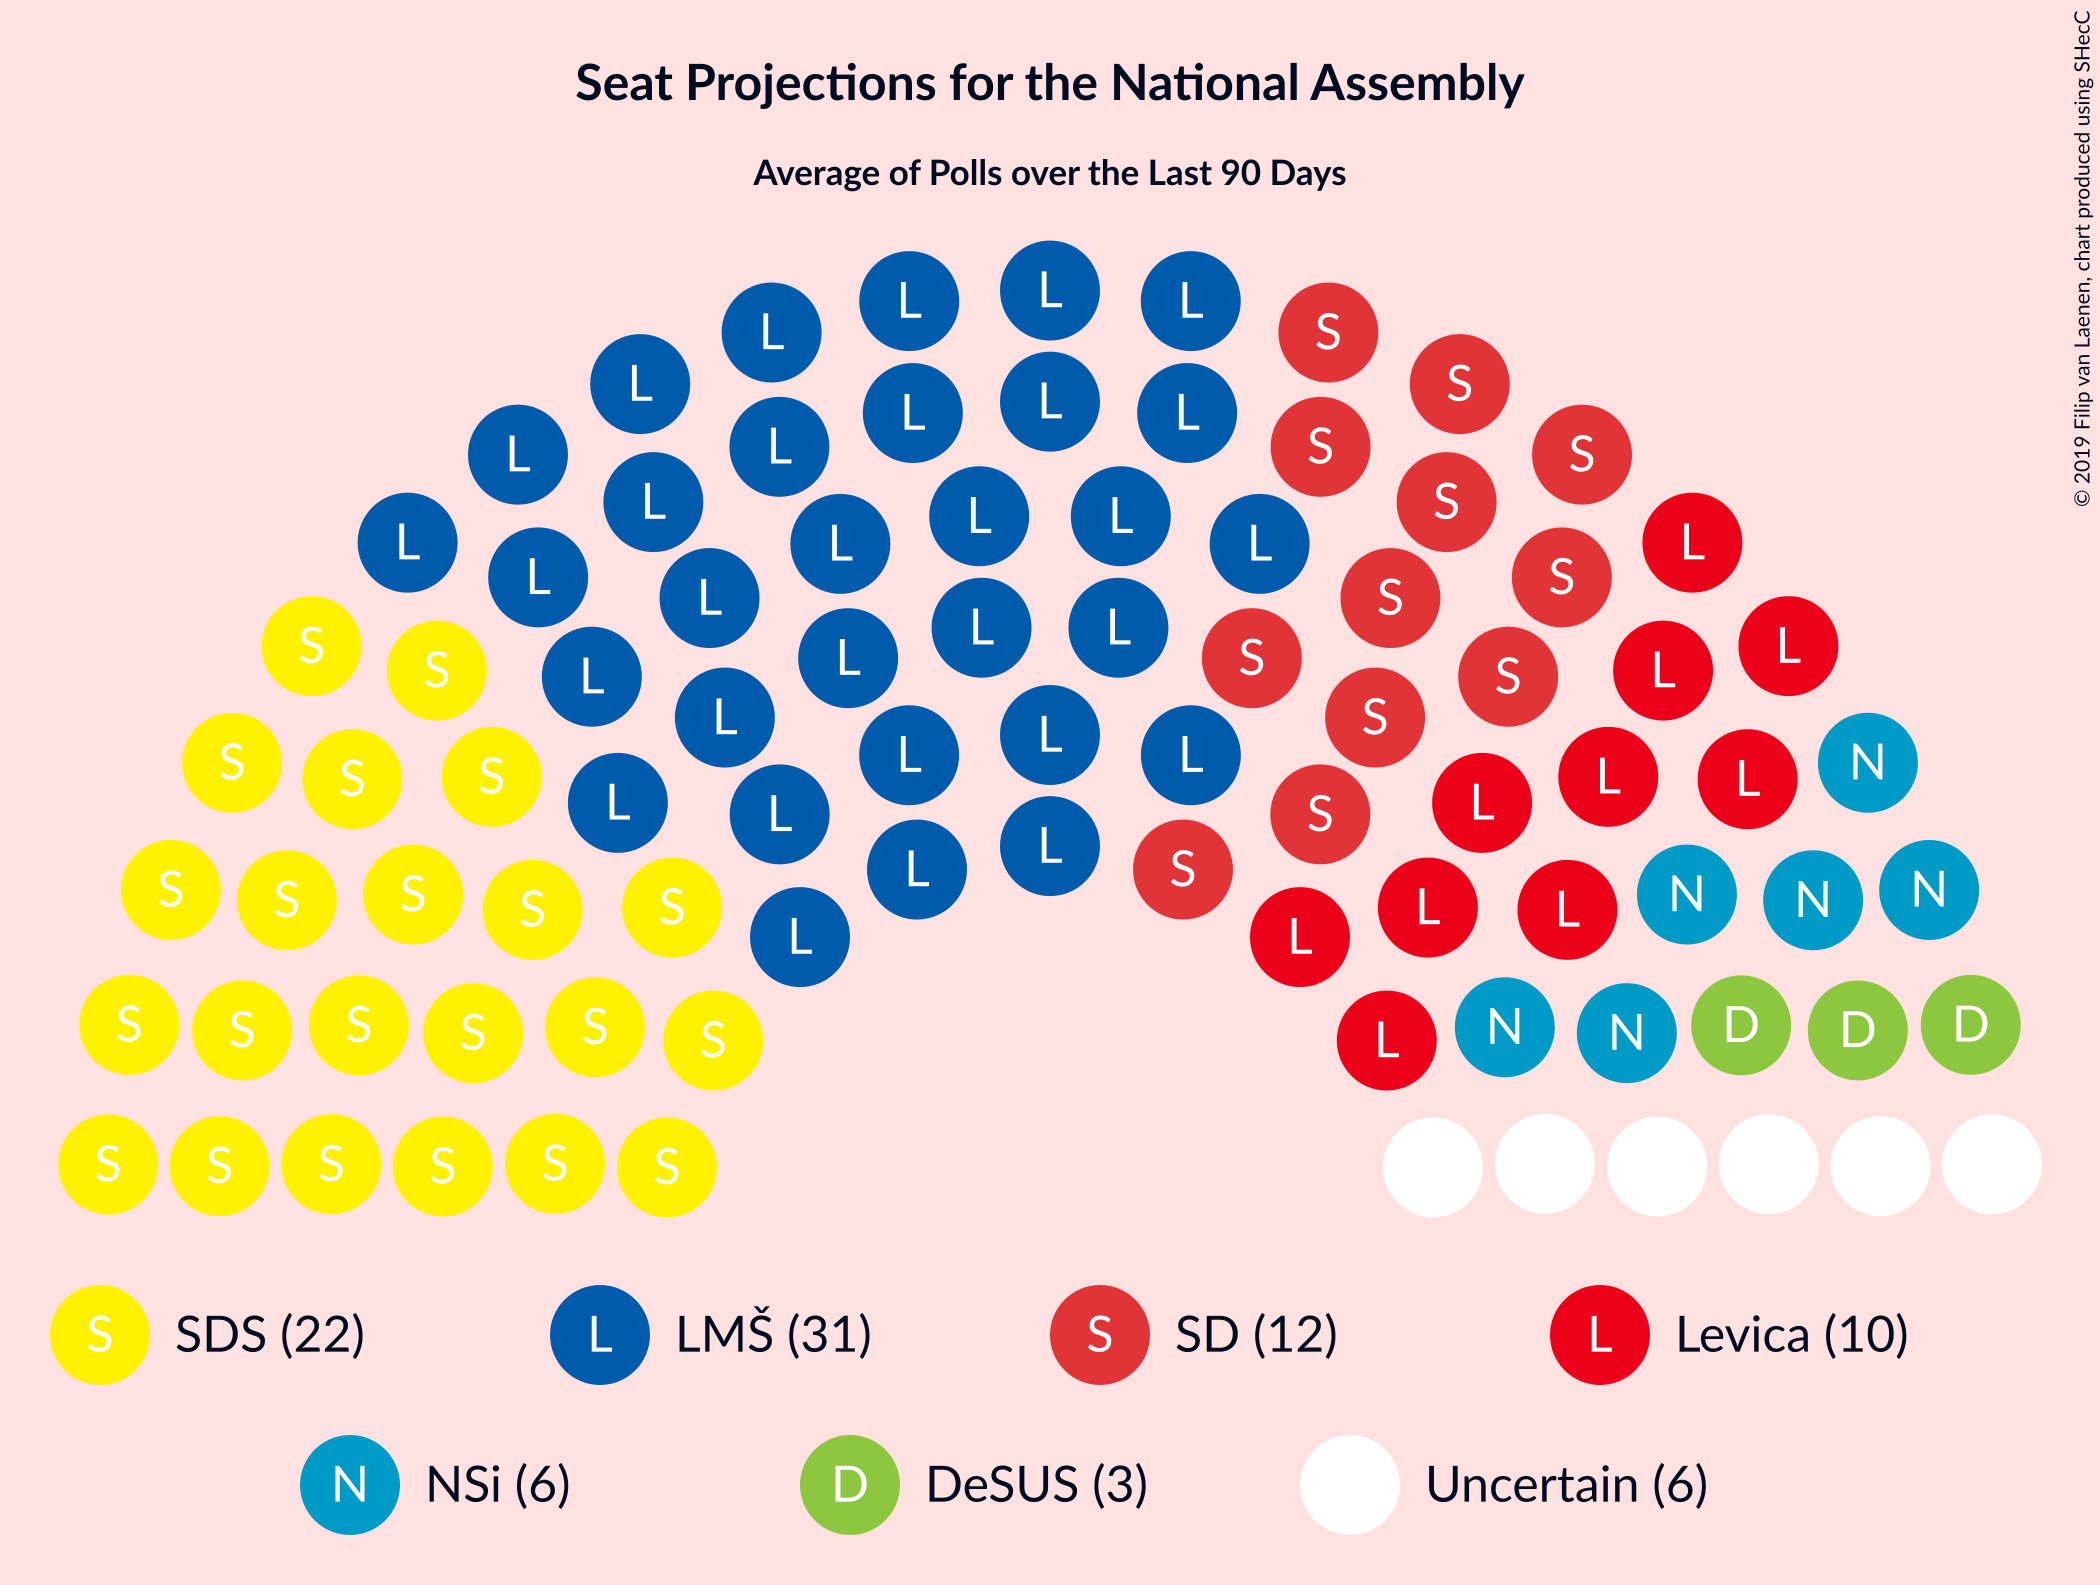 Seat Projections for the National Assembly
Average of Polls over the Last 90 Days
© 2019 Filip van Laenen, chart produced using SHecC
L L L
L L S
L L L L S
L S
L L S
L L L S S
L L L L L
L L S S
S L L L S
S L S L
L S L
S L L L
S S S L L L N
L L S
L S
S S S S S L L L N N N
L L
S S S S S S L N N D D D
S S S S S S
S SDS (22) L LMŠ (31) S SD (12) L Levica (10)
N NSi (6) D DeSUS (3) Uncertain (6)